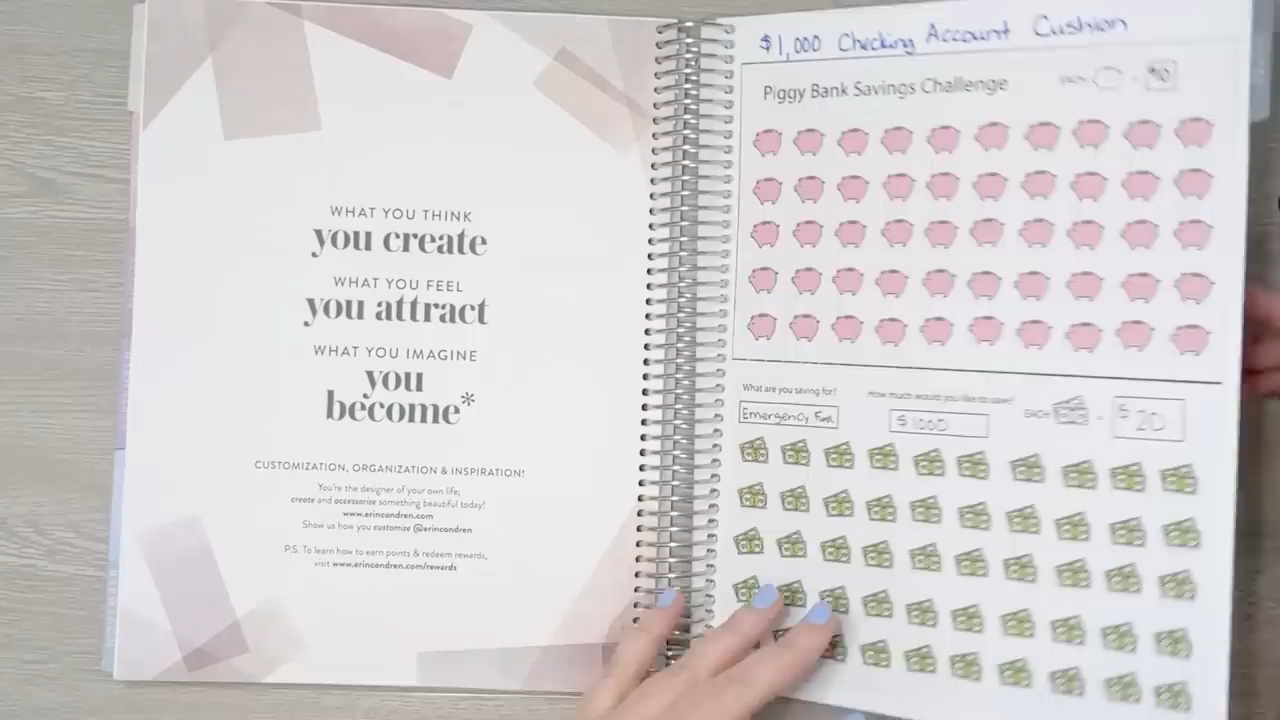 WHAT YOU THINK
you create
WHAT YOU FEEL
you attract
WHAT YOU IMAGINE
you
become*
CUSTOMIZATION, ORGANIZATION & INSPIRATION!
You're the designer of your own life;
create and accessorize something beautiful today!
www.erincondren.com
Show us how you customize @erincondren
P.S. To learn how to earn points & redeem rewards,
visit www.erincondren.com/rewards
$1,000 Checking Account Cushion
Piggy Bank Savings Challenge
EACH =
What are you saving for?
How much would you like to save?
Emergency Fund
$1000
EACH = $20